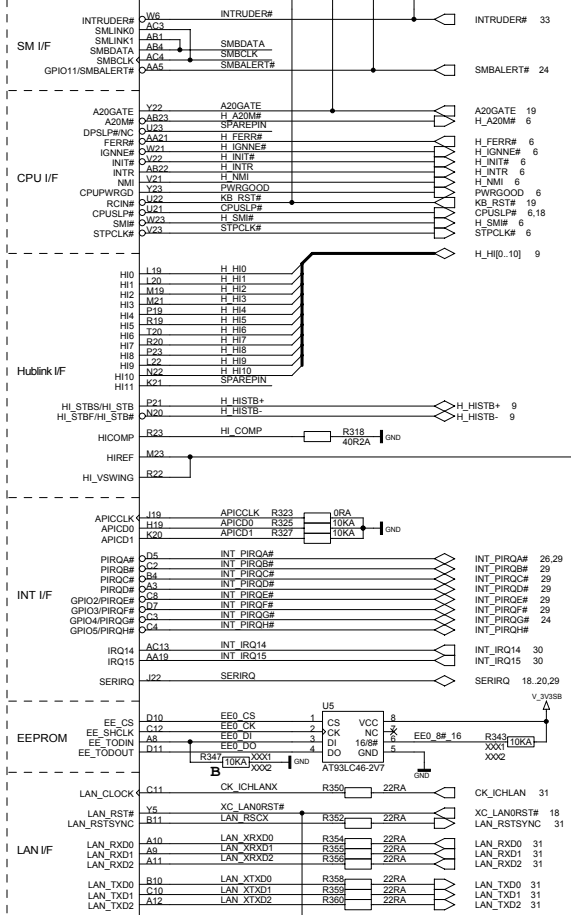 INTRUDER# W6 INTRUDER# INTRUDER# 33
SMLINK0 AC3
SMLINK1 AB1
SM I/F
SMBDATA AB4 SMBDATA
SMBCLK AC4 SMBCLK
GPIO11/SMBALERT# AA5 SMBALERT# SMBALERT# 24
A20GATE Y22 A20GATE A20GATE 19
A20M# AB23 H_A20M# H_A20M# 6
DPSLP#/NC U23 SPAREPIN
FERR# AA21 H_FERR# H_FERR# 6
IGNNE# W21 H_IGNNE# H_IGNNE# 6
INIT# V22 H_INIT# H_INIT# 6
CPU I/F
INTR AB22 H_INTR H_INTR 6
NMI V21 H_NMI H_NMI 6
CPUPWRGD Y23 PWRGOOD PWRGOOD 6
RCIN# U22 KB_RST# KB_RST# 19
CPUSLP# U21 CPUSLP# CPUSLP# 6,18
SMI# W23 H_SMI# H_SMI# 6
STPCLK# V23 STPCLK# STPCLK# 6
H_HI[0..10] 9
HI0 L19 H_HI0
HI1 L20 H_HI1
HI2 M19 H_HI2
HI3 M21 H_HI3
HI4 P19 H_HI4
HI5 R19 H_HI5
HI6 T20 H_HI6
HI7 R20 H_HI7
HI8 P23 H_HI8
HI9 L22 H_HI9
Hublink I/F
HI10 N22 H_HI10
HI11 K21 SPAREPIN
HI_STBS/HI_STB P21 H_HISTB+ H_HISTB+ 9
HI_STBF/HI_STB# N20 H_HISTB- H_HISTB- 9
HICOMP R23 HI_COMP R318 GND
40R2A
HIREF M23
HI_VSWING R22
APICCLK J19 APICCLK R323 0RA
APICD0 H19 APICD0 R325 10KA GND
APICD1 K20 APICD1 R327 10KA
PIRQA# D5 INT_PIRQA# INT_PIRQA# 26,29
PIRQB# C2 INT_PIRQB# INT_PIRQB# 29
PIRQC# B4 INT_PIRQC# INT_PIRQC# 29
PIRQD# A3 INT_PIRQD# INT_PIRQD# 29
INT I/F
GPIO2/PIRQE# C8 INT_PIRQE# INT_PIRQE# 29
GPIO3/PIRQF# D7 INT_PIRQF# INT_PIRQF# 29
GPIO4/PIRQG# C3 INT_PIRQG# INT_PIRQG# 24
GPIO5/PIRQH# C4 INT_PIRQH# INT_PIRQH#
IRQ14 AC13 INT_IRQ14 INT_IRQ14 30
IRQ15 AA19 INT_IRQ15 INT_IRQ15 30
SERIRQ J22 SERIRQ SERIRQ 18..20,29
V_3V3SB
U5
EE_CS D10 EE0_CS 1 CS VCC 8
EE_SHCLK C12 EE0_CK 2 CK NC 7
EEPROM
EE_TODIN A8 EE0_DI 3 DI 16/8# 6 EE0_8#_16 R343 10KA
EE_TODOUT D11 EE0_DO 4 DO GND 5 XXX1
XXX2
R347 10KA XXX1 GND AT93LC46-2V7 GND
B XXX2
LAN_CLOCK C11 CK_ICHLANX R350 22RA CK_ICHLAN 31
LAN_RST# Y5 XC_LAN0RST# XC_LAN0RST# 18
LAN_RSTSYNC B11 LAN_RSCX R352 22RA LAN_RSTSYNC 31
LAN_RXD0 A10 LAN_XRXD0 R354 22RA LAN_RXD0 31
LAN I/F
LAN_RXD1 A9 LAN_XRXD1 R355 22RA LAN_RXD1 31
LAN_RXD2 A11 LAN_XRXD2 R356 22RA LAN_RXD2 31
LAN_TXD0 B10 LAN_XTXD0 R358 22RA LAN_TXD0 31
LAN_TXD1 C10 LAN_XTXD1 R359 22RA LAN_TXD1 31
LAN_TXD2 A12 LAN_XTXD2 R360 22RA LAN_TXD2 31